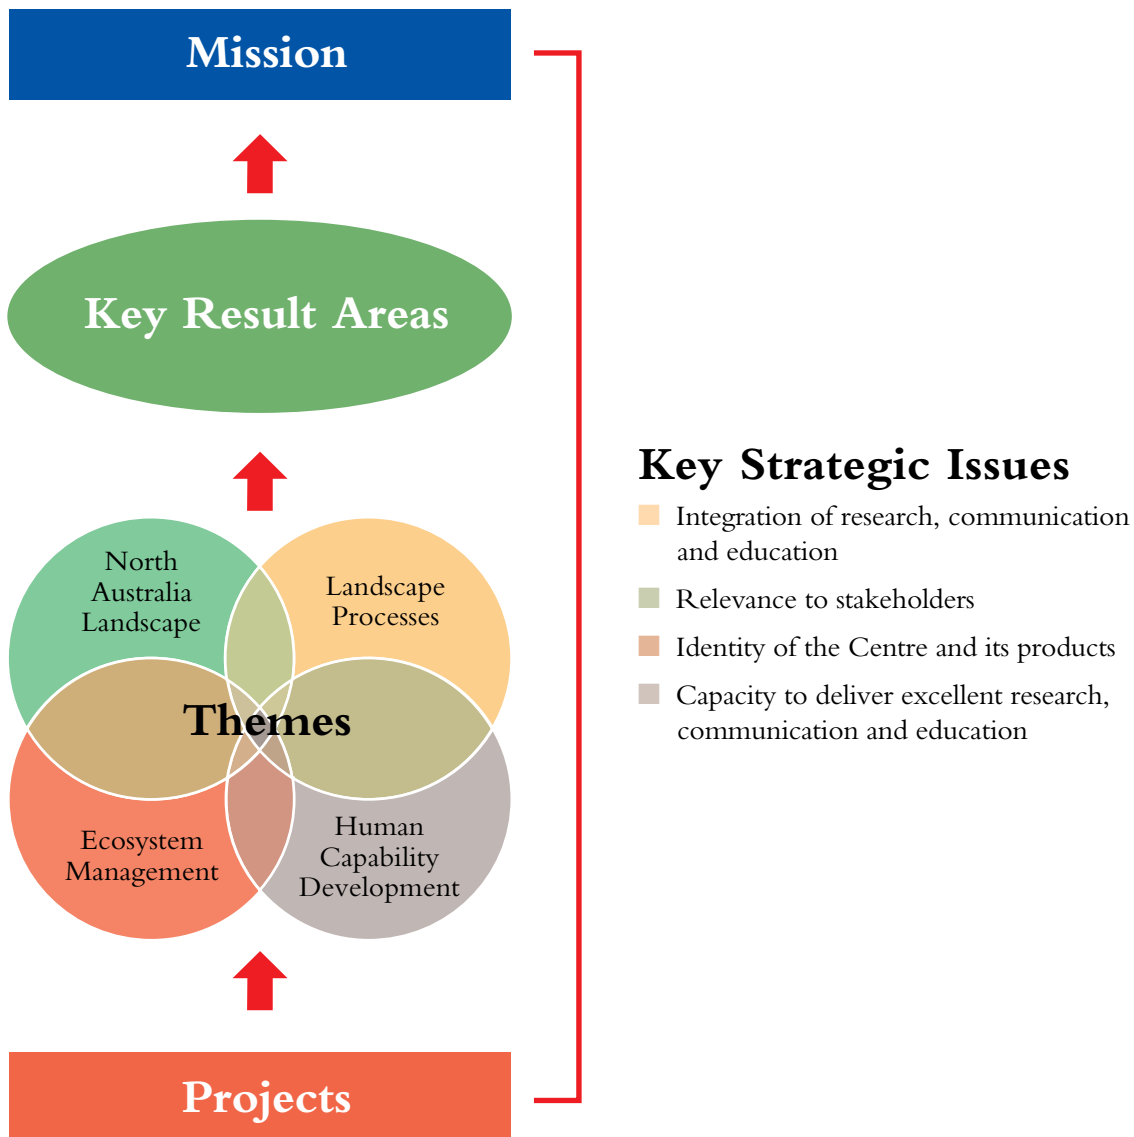 Mission
Key Result Areas
North
Australia
Landscape
Landscape
Processes
Themes
Ecosystem
Management
Human
Capability
Development
Projects
Key Strategic Issues
Integration of research, communication
and education
Relevance to stakeholders
Identity of the Centre and its products
Capacity to deliver excellent research,
communication and education